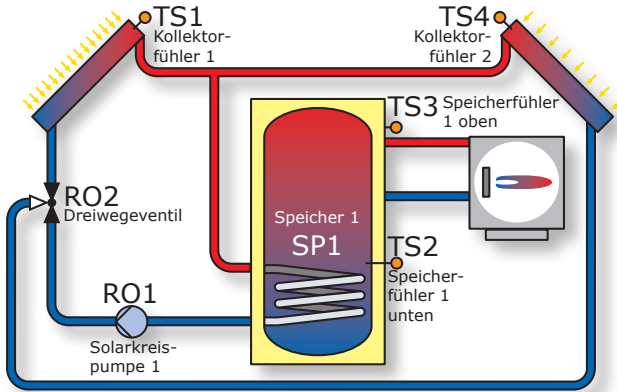 TS1
Kollektor-
fühler 1
TS4
Kollektor-
fühler 2
TS3 Speicherfühler
1 oben
RO2
Dreiwegeventil
Speicher 1
SP1
TS2
Speicher-
fühler 1
unten
RO1
Solarkreis-
pumpe 1